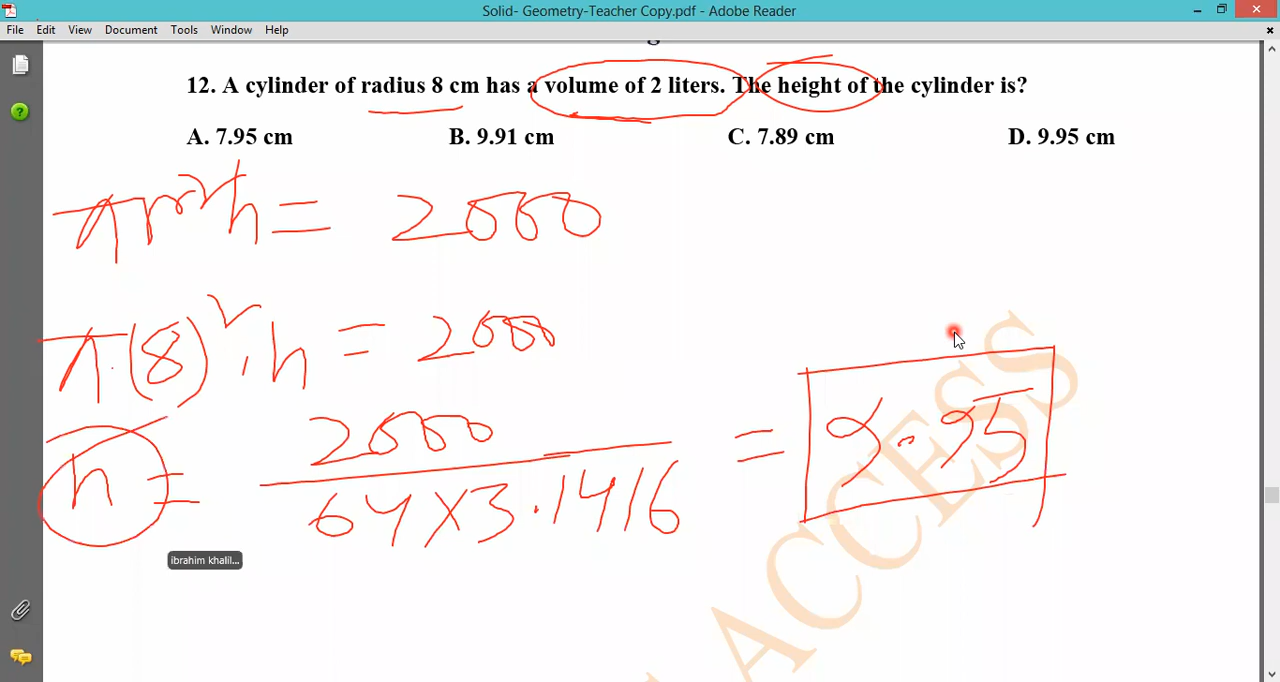 Solid- Geometry-Teacher Copy.pdf - Adobe Reader
File Edit View Document Tools Window Help
12. A cylinder of radius 8 cm has a volume of 2 liters. The height of the cylinder is?
A. 7.95 cm B. 9.91 cm C. 7.89 cm D. 9.95 cm
πr²h = 2000
π.(8)².h = 2000
h = 2000 / 64 × 3.1416 = 9.95
ibrahim khalil...
ACCESS